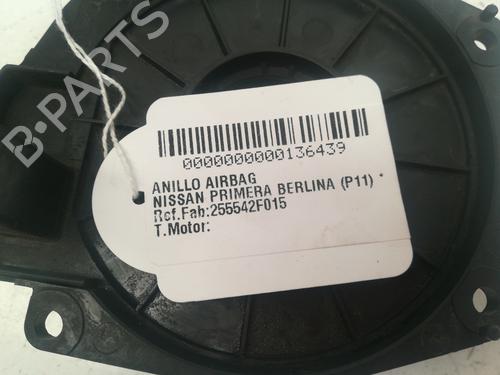 B-PARTS
0000000000136439
ANILLO AIRBAG
NISSAN PRIMERA BERLINA (P11) *
Ref.Fab:255542F015
T.Motor: